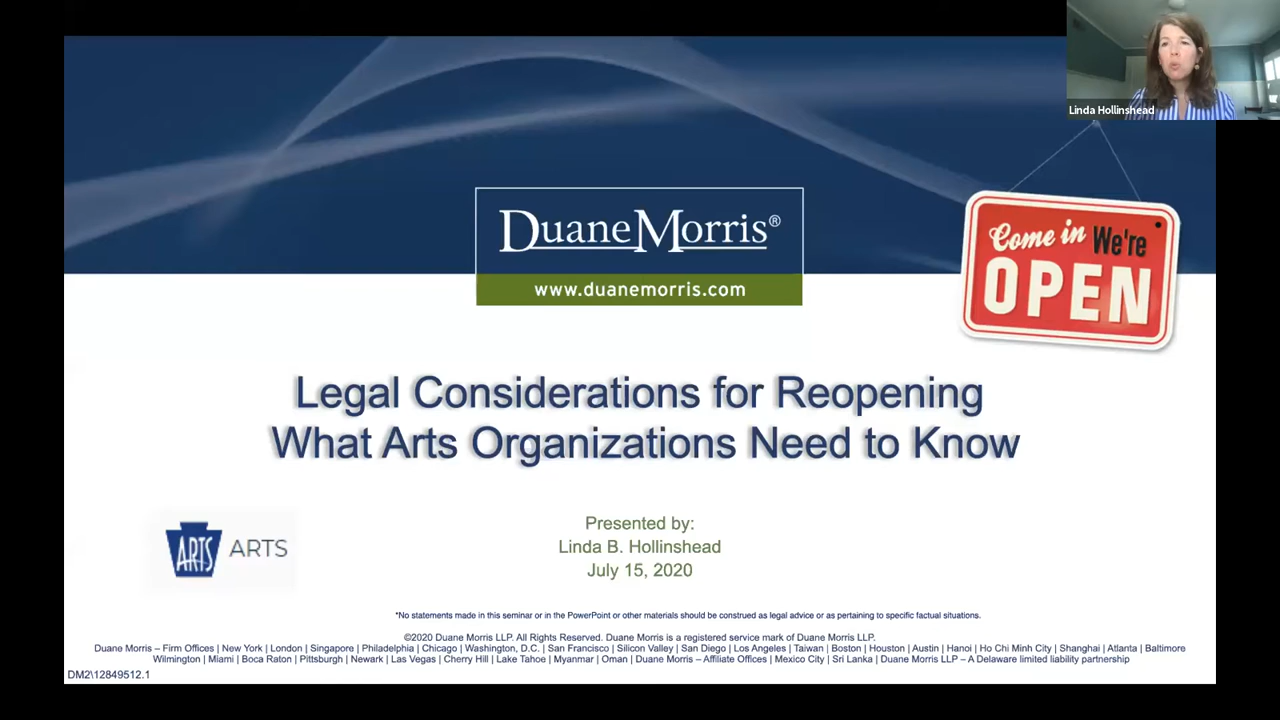 Linda Hollinshead
DuaneMorris®
www.duanemorris.com
Come in We're
OPEN
Legal Considerations for Reopening
What Arts Organizations Need to Know
ARTS ARTS
Presented by:
Linda B. Hollinshead
July 15, 2020
*No statements made in this seminar or in the PowerPoint or other materials should be construed as legal advice or as pertaining to specific factual situations.
©2020 Duane Morris LLP. All Rights Reserved. Duane Morris is a registered service mark of Duane Morris LLP.
Duane Morris – Firm Offices | New York | London | Singapore | Philadelphia | Chicago | Washington, D.C. | San Francisco | Silicon Valley | San Diego | Los Angeles | Taiwan | Boston | Houston | Austin | Hanoi | Ho Chi Minh City | Shanghai | Atlanta | Baltimore
Wilmington | Miami | Boca Raton | Pittsburgh | Newark | Las Vegas | Cherry Hill | Lake Tahoe | Myanmar | Oman | Duane Morris – Affiliate Offices | Mexico City | Sri Lanka | Duane Morris LLP – A Delaware limited liability partnership
DM2\12849512.1